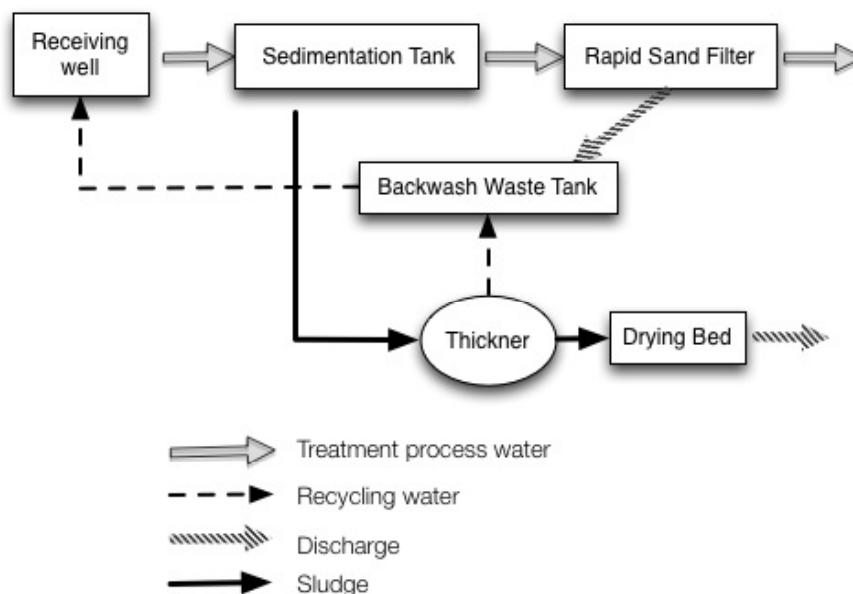 Receiving
well
Sedimentation Tank
Rapid Sand Filter
Backwash Waste Tank
Thickner
Drying Bed
Treatment process water
Recycling water
Discharge
Sludge